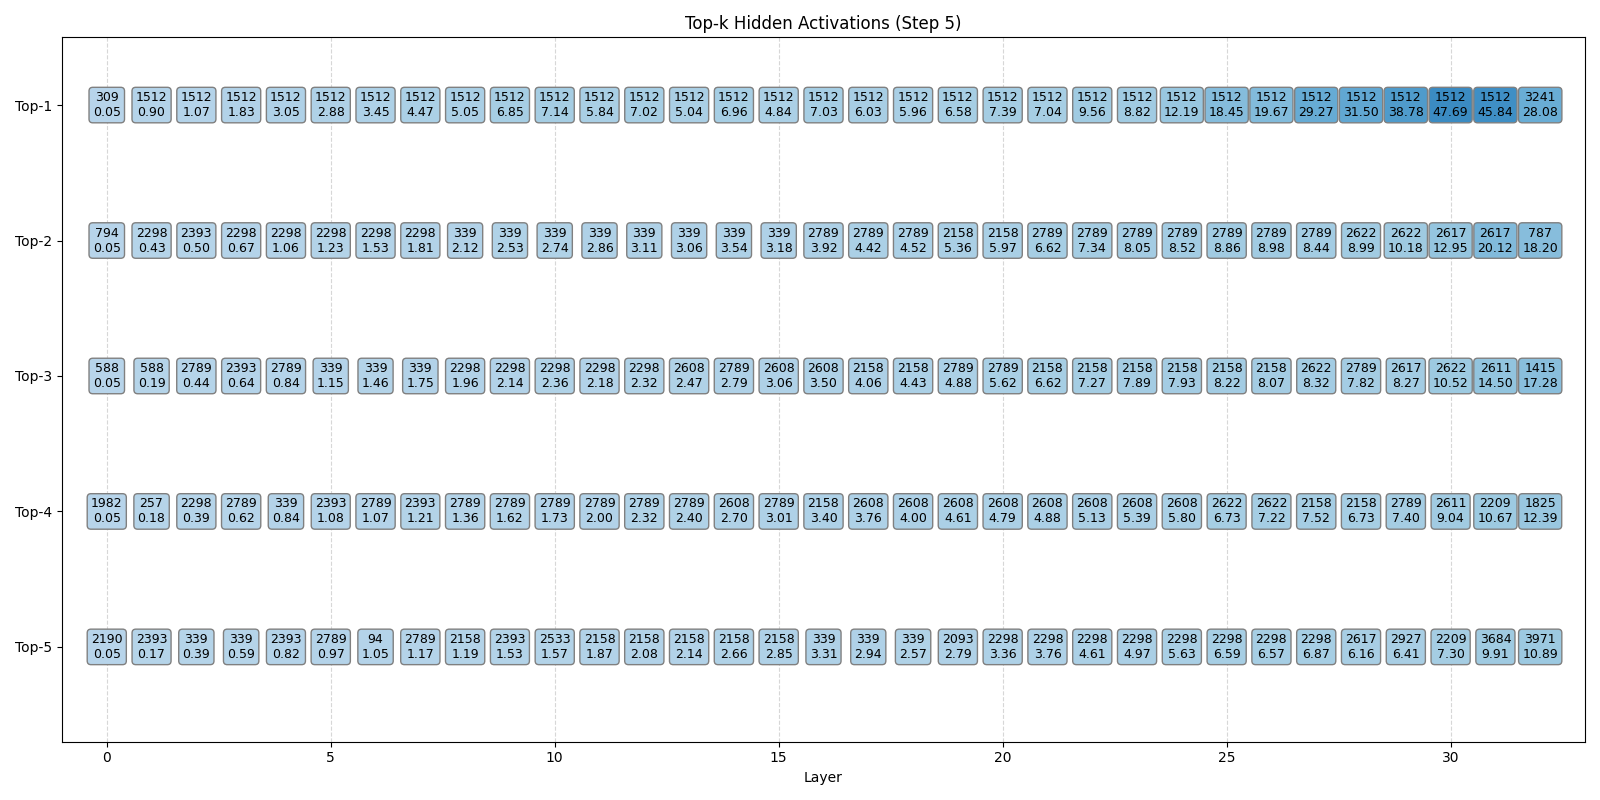 Top-k Hidden Activations (Step 5)
Top-1
309 1512 1512 1512 1512 1512 1512 1512 1512 1512 1512 1512 1512 1512 1512 1512 1512 1512 1512 1512 1512 1512 1512 1512 1512 1512 1512 1512 1512 1512 1512 1512 3241
0.05 0.90 1.07 1.83 3.05 2.88 3.45 4.47 5.05 6.85 7.14 5.84 7.02 5.04 6.96 4.84 7.03 6.03 5.96 6.58 7.39 7.04 9.56 8.82 12.19 18.45 19.67 29.27 31.50 38.78 47.69 45.84 28.08
Top-2
794 2298 2393 2298 2298 2298 2298 2298 339 339 339 339 339 339 339 339 2789 2789 2789 2158 2158 2789 2789 2789 2789 2789 2789 2789 2622 2622 2617 2617 787
0.05 0.43 0.50 0.67 1.06 1.23 1.53 1.81 2.12 2.53 2.74 2.86 3.11 3.06 3.54 3.18 3.92 4.42 4.52 5.36 5.97 6.62 7.34 8.05 8.52 8.86 8.98 8.44 8.99 10.18 12.95 20.12 18.20
Top-3
588 588 2789 2393 2789 339 339 339 2298 2298 2298 2298 2298 2608 2789 2608 2608 2158 2158 2789 2789 2158 2158 2158 2158 2158 2158 2622 2789 2617 2622 2611 1415
0.05 0.19 0.44 0.64 0.84 1.15 1.46 1.75 1.96 2.14 2.36 2.18 2.32 2.47 2.79 3.06 3.50 4.06 4.43 4.88 5.62 6.62 7.27 7.89 7.93 8.22 8.07 8.32 7.82 8.27 10.52 14.50 17.28
Top-4
1982 257 2298 2789 339 2393 2789 2393 2789 2789 2789 2789 2789 2789 2608 2789 2158 2608 2608 2608 2608 2608 2608 2608 2608 2622 2622 2158 2158 2789 2611 2209 1825
0.05 0.18 0.39 0.62 0.84 1.08 1.07 1.21 1.36 1.62 1.73 2.00 2.32 2.40 2.70 3.01 3.40 3.76 4.00 4.61 4.79 4.88 5.13 5.39 5.80 6.73 7.22 7.52 6.73 7.40 9.04 10.67 12.39
Top-5
2190 2393 339 339 2393 2789 94 2789 2158 2393 2533 2158 2158 2158 2158 2158 339 339 339 2093 2298 2298 2298 2298 2298 2298 2298 2298 2617 2927 2209 3684 3971
0.05 0.17 0.39 0.59 0.82 0.97 1.05 1.17 1.19 1.53 1.57 1.87 2.08 2.14 2.66 2.85 3.31 2.94 2.57 2.79 3.36 3.76 4.61 4.97 5.63 6.59 6.57 6.87 6.16 6.41 7.30 9.91 10.89
0 5 10 15 20 25 30
Layer